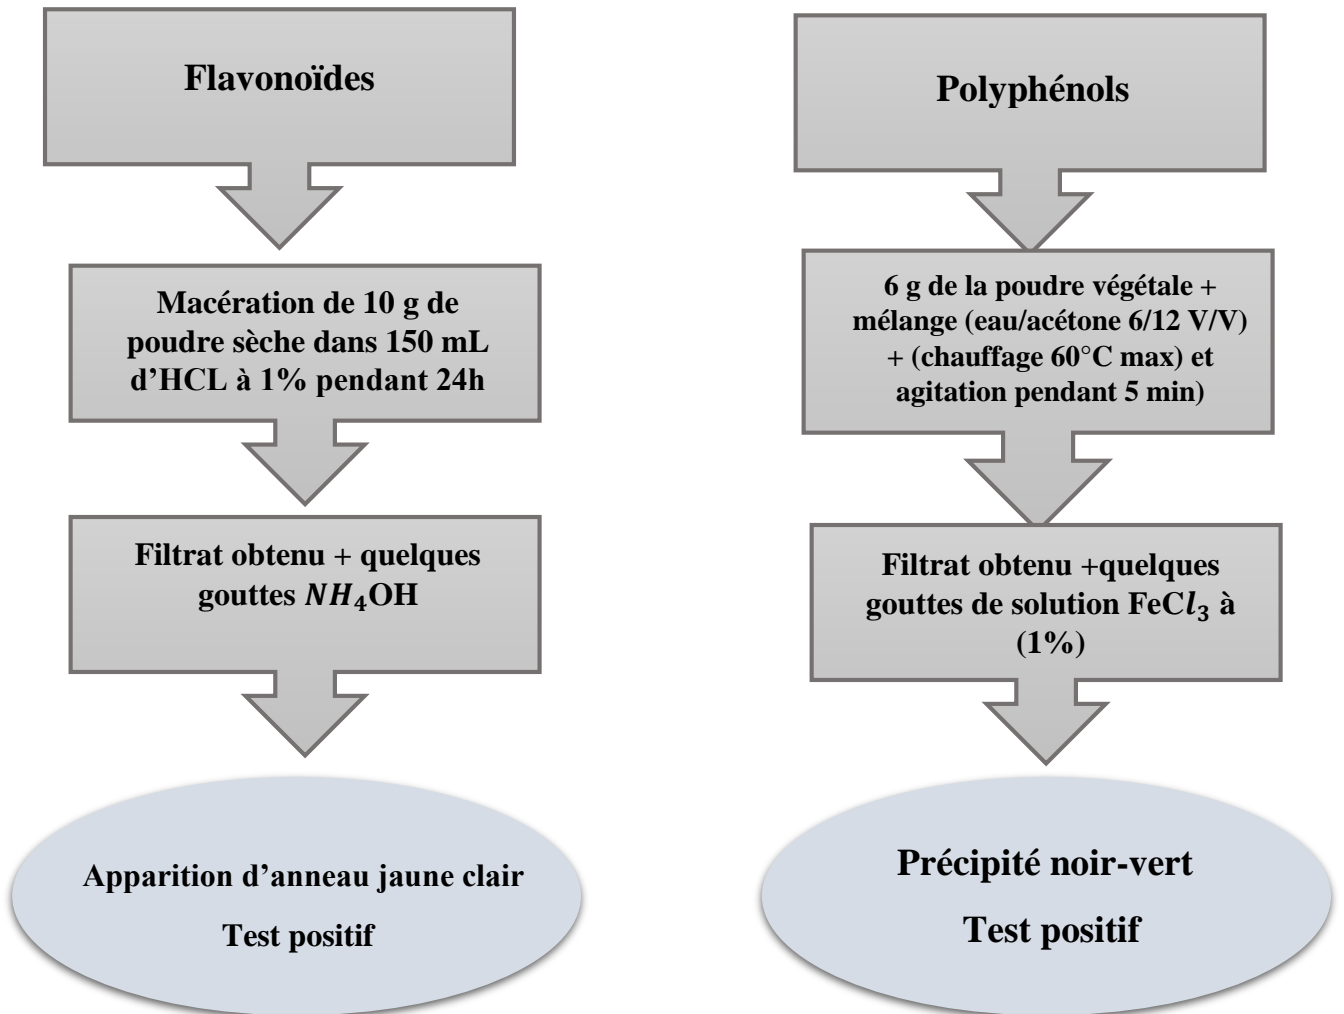 Flavonoïdes
Macération de 10 g de
poudre sèche dans 150 mL
d’HCL à 1% pendant 24h
Filtrat obtenu + quelques
gouttes NH₄OH
Apparition d’anneau jaune clair
Test positif
Polyphénols
6 g de la poudre végétale +
mélange (eau/acétone 6/12 V/V)
+ (chauffage 60°C max) et
agitation pendant 5 min)
Filtrat obtenu +quelques
gouttes de solution FeCl₃ à
(1%)
Précipité noir-vert
Test positif